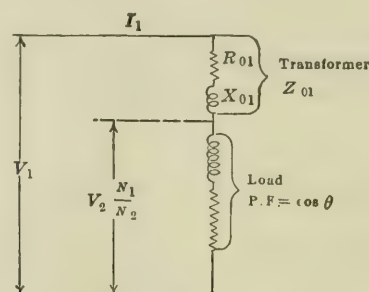 I₁
R₀₁
X₀₁
Transformer
Z₀₁
V₁
V₂ N₁/N₂
Load
P.F= cos θ